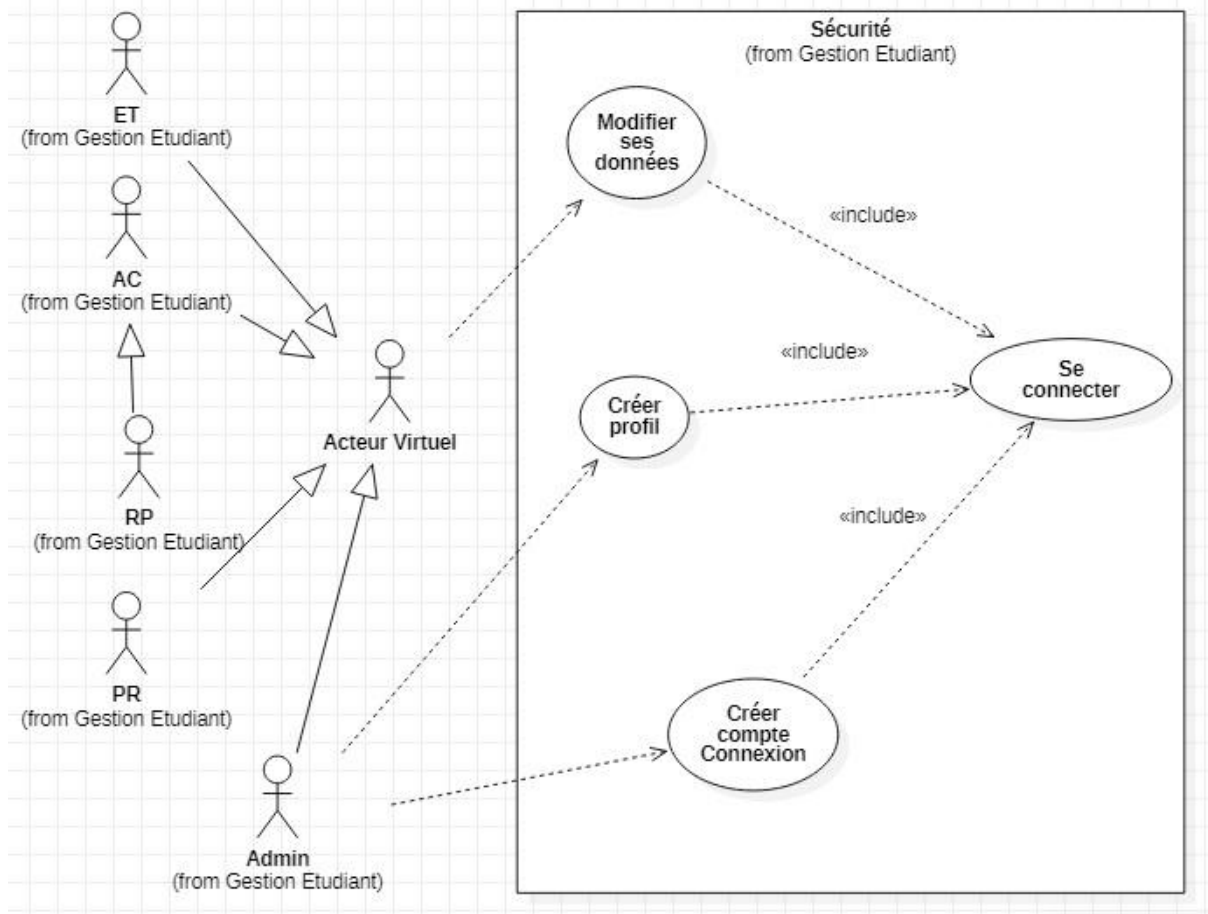 Sécurité
(from Gestion Etudiant)
ET
(from Gestion Etudiant)
Modifier
ses
données
«include»
AC
(from Gestion Etudiant)
«include»
Se
connecter
Créer
profil
Acteur Virtuel
RP
(from Gestion Etudiant)
«include»
PR
(from Gestion Etudiant)
Créer
compte
Connexion
Admin
(from Gestion Etudiant)